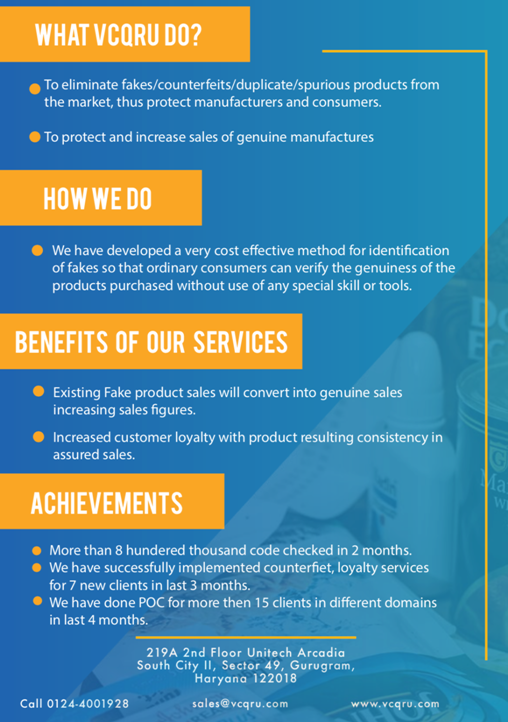 WHAT VCQRU DO?
To eliminate fakes/counterfeits/duplicate/spurious products from
the market, thus protect manufacturers and consumers.
To protect and increase sales of genuine manufactures
HOW WE DO
We have developed a very cost effective method for identification
of fakes so that ordinary consumers can verify the genuiness of the
products purchased without use of any special skill or tools.
BENEFITS OF OUR SERVICES
Existing Fake product sales will convert into genuine sales
increasing sales figures.
Increased customer loyalty with product resulting consistency in
assured sales.
ACHIEVEMENTS
More than 8 hundered thousand code checked in 2 months.
We have successfully implemented counterfiet, loyalty services
for 7 new clients in last 3 months.
We have done POC for more then 15 clients in different domains
in last 4 months.
219A 2nd Floor Unitech Arcadia
South City II, Sector 49, Gurugram,
Haryana 122018
Call 0124-4001928 sales@vcqru.com www.vcqru.com